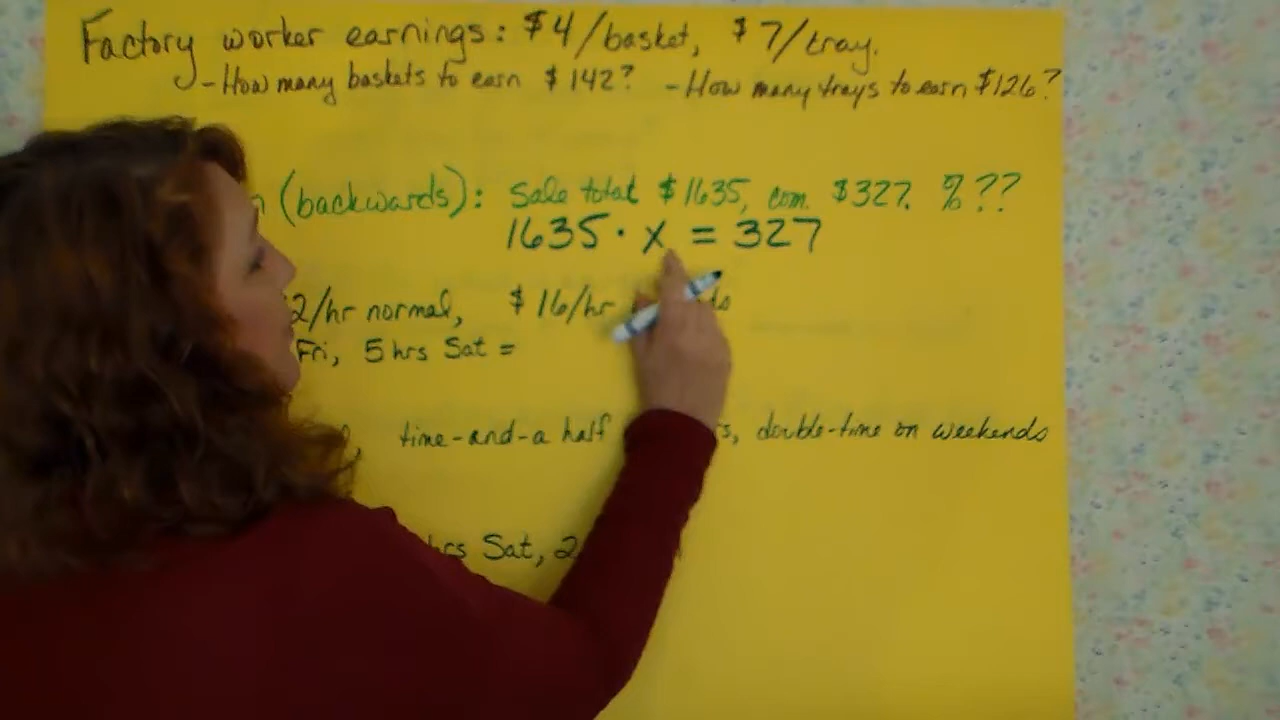 Factory worker earnings: $4/basket, $7/tray.
- How many baskets to earn $142? - How many trays to earn $126?
(backwards): Sale total $1635, com. $327. %??
1635 · x = 327
2/hr normal, $16/hr
Fri, 5 hrs Sat =
time-and-a half , double-time on weekends
hrs Sat, 2